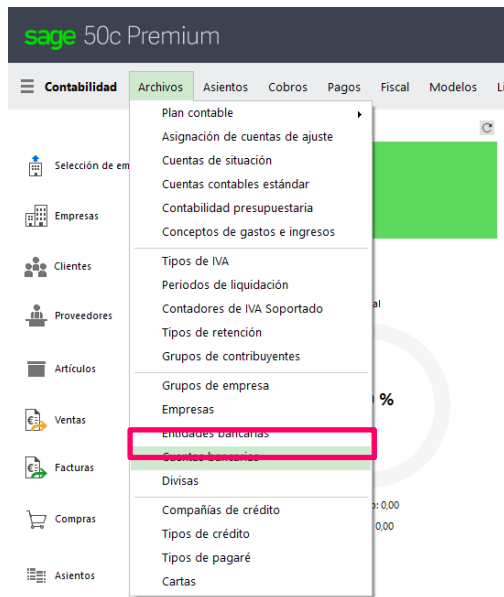 sage 50c Premium
Contabilidad Archivos Asientos Cobros Pagos Fiscal Modelos
Plan contable
Asignación de cuentas de ajuste
Cuentas de situación
Cuentas contables estándar
Contabilidad presupuestaria
Conceptos de gastos e ingresos
Tipos de IVA
Periodos de liquidación
Contadores de IVA Soportado
Tipos de retención
Grupos de contribuyentes
Grupos de empresa
Empresas
Entidades bancarias
Cuentas bancarias
Divisas
Compañías de crédito
Tipos de crédito
Tipos de pagaré
Cartas
Selección de em
Empresas
Clientes
Proveedores
Artículos
Ventas
Facturas
Compras
Asientos
al
%
o: 0,00
0,00